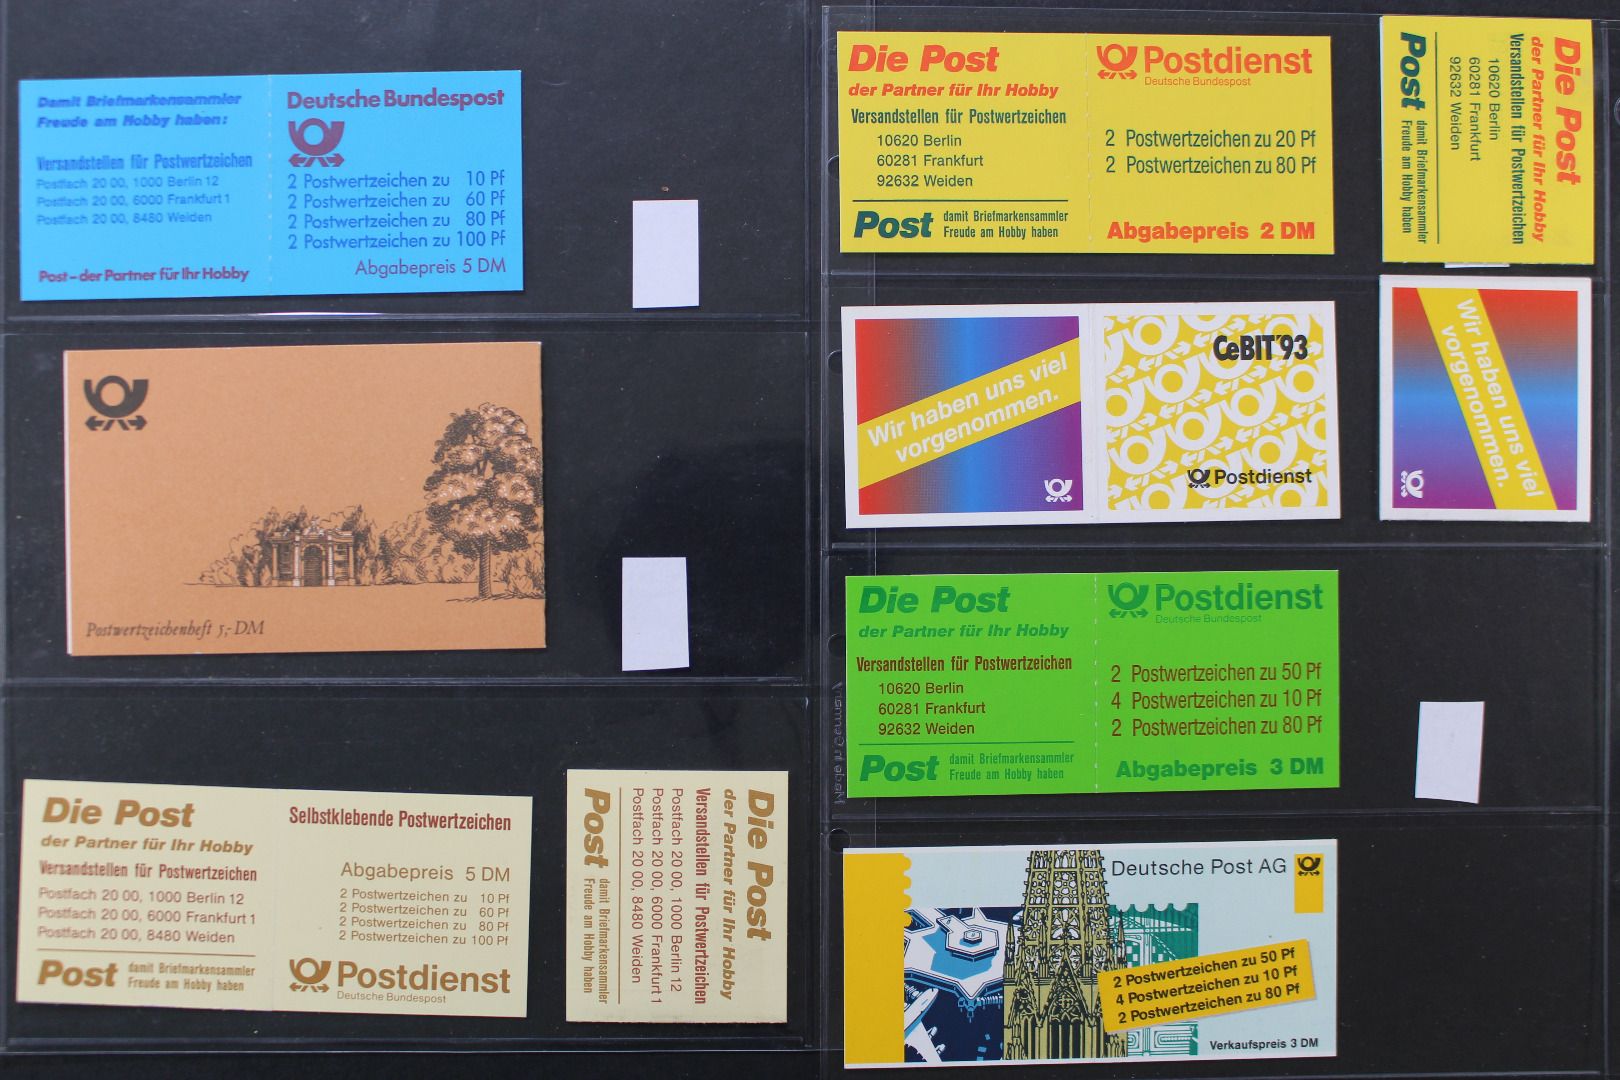 Damit Briefmarkensammler
Freude am Hobby haben:
Versandstellen für Postwertzeichen
Postfach 20 00, 1000 Berlin 12
Postfach 20 00, 6000 Frankfurt 1
Postfach 20 00, 8480 Weiden
Post – der Partner für Ihr Hobby
Deutsche Bundespost
2 Postwertzeichen zu 10 Pf
2 Postwertzeichen zu 60 Pf
2 Postwertzeichen zu 80 Pf
2 Postwertzeichen zu 100 Pf
Abgabepreis 5 DM
Postwertzeichenheft 5,- DM
Die Post
der Partner für Ihr Hobby
Versandstellen für Postwertzeichen
Postfach 20 00, 1000 Berlin 12
Postfach 20 00, 6000 Frankfurt 1
Postfach 20 00, 8480 Weiden
Post damit Briefmarkensammler
Freude am Hobby haben
Selbstklebende Postwertzeichen
Abgabepreis 5 DM
2 Postwertzeichen zu 10 Pf
2 Postwertzeichen zu 60 Pf
2 Postwertzeichen zu 80 Pf
2 Postwertzeichen zu 100 Pf
Postdienst
Deutsche Bundespost
Die Post
der Partner für Ihr Hobby
Versandstellen für Postwertzeichen
Postfach 20 00, 1000 Berlin 12
Postfach 20 00, 6000 Frankfurt 1
Postfach 20 00, 8480 Weiden
Post damit Briefmarkensammler
Freude am Hobby haben
Die Post
der Partner für Ihr Hobby
Versandstellen für Postwertzeichen
10620 Berlin
60281 Frankfurt
92632 Weiden
Post damit Briefmarkensammler
Freude am Hobby haben
Postdienst
Deutsche Bundespost
2 Postwertzeichen zu 20 Pf
2 Postwertzeichen zu 80 Pf
Abgabepreis 2 DM
Die Post
der Partner für Ihr Hobby
Versandstellen für Postwertzeichen
10620 Berlin
60281 Frankfurt
92632 Weiden
Post damit Briefmarkensammler
Freude am Hobby haben
Wir haben uns viel
vorgenommen.
CeBIT'93
Postdienst
Wir haben uns viel
vorgenommen.
Die Post
der Partner für Ihr Hobby
Versandstellen für Postwertzeichen
10620 Berlin
60281 Frankfurt
92632 Weiden
Post damit Briefmarkensammler
Freude am Hobby haben
Postdienst
Deutsche Bundespost
2 Postwertzeichen zu 50 Pf
4 Postwertzeichen zu 10 Pf
2 Postwertzeichen zu 80 Pf
Abgabepreis 3 DM
Deutsche Post AG
2 Postwertzeichen zu 50 Pf
4 Postwertzeichen zu 10 Pf
2 Postwertzeichen zu 80 Pf
Verkaufspreis 3 DM